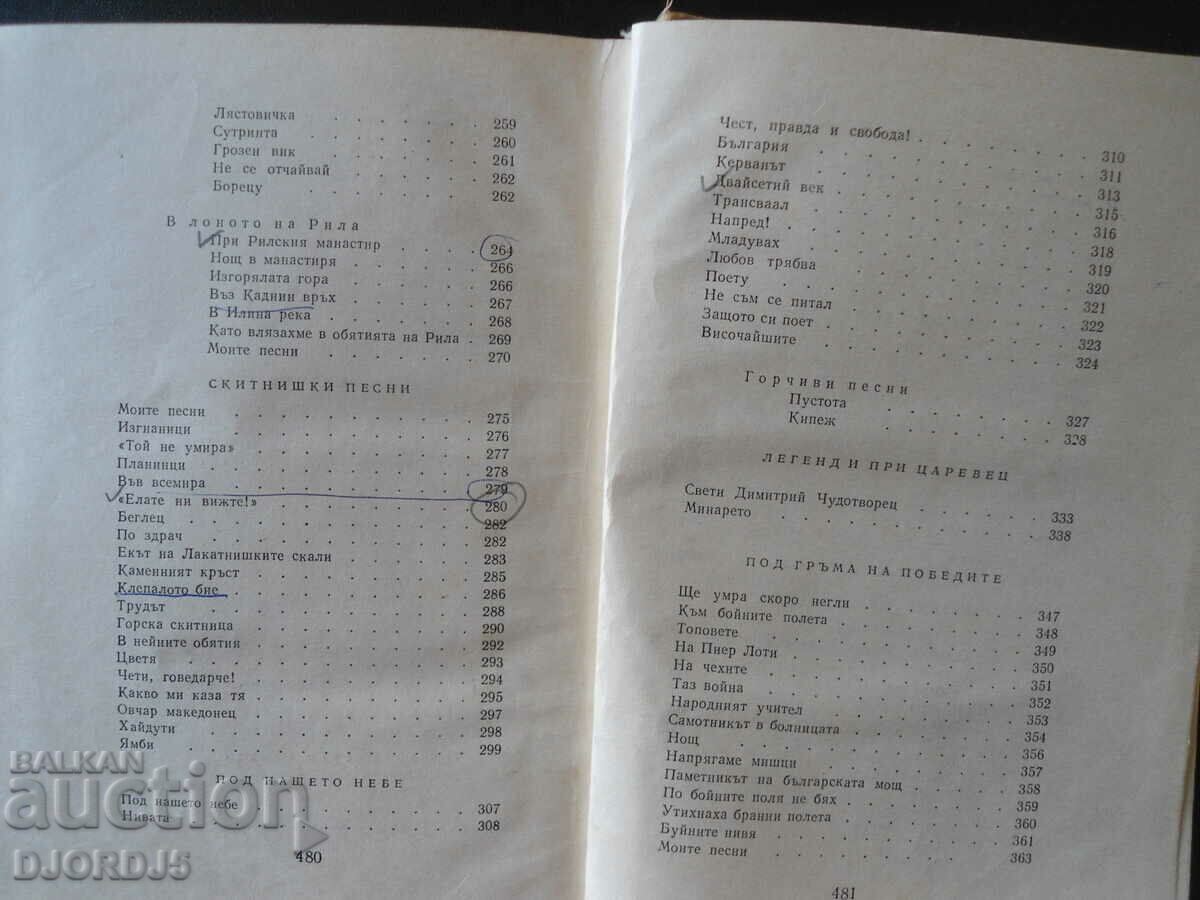 Лястовичка . . . . . . . . 259
Сутринта . . . . . . . . 260
Грозен вик . . . . . . . 261
Не се отчайвай . . . . . . 262
Борецу . . . . . . . . 262
В лоното на Рила
При Рилския манастир . . . . 264
Нощ в манастиря . . . . . 266
Изгорялата гора . . . . . . 266
Въз Каднин връх . . . . . 267
В Илина река . . . . . . 268
Като влязахме в обятията на Рила . 269
Моите песни . . . . . . 270
СКИТНИШКИ ПЕСНИ
Моите песни . . . . . . . . . 275
Изгнаници . . . . . . . . . 276
«Той не умира» . . . . . . . . 277
Планинци . . . . . . . . . 278
Във всемира . . . . . . . . . 279
«Елате ни вижте!» . . . . . . . 280
Беглец . . . . . . . . . . 282
По здрач . . . . . . . . . 282
Екът на Лакатнишките скали . . . . . 283
Каменният кръст . . . . . . . . 285
Клепалото бие . . . . . . . . 286
Трудът . . . . . . . . . . 288
Горска скитница . . . . . . . . 290
В нейните обятия . . . . . . . 292
Цветя . . . . . . . . . . 293
Чети, говедарче! . . . . . . . . 294
Какво ми каза тя . . . . . . . 295
Овчар македонец . . . . . . . . 297
Хайдути . . . . . . . . . . 298
Ямби . . . . . . . . . . 299
ПОД НАШЕТО НЕБЕ
Под нашето небе . . . . . . . . 307
Нивата . . . . . . . . . . 308
480
Чест, правда и свобода! . . . . . . 310
България . . . . . . . . . 311
Керванът . . . . . . . . . 313
Двайсетий век . . . . . . . . 315
Трансваал . . . . . . . . . 316
Напред! . . . . . . . . . 318
Младувах . . . . . . . . . 319
Любов трябва . . . . . . . . 320
Поету . . . . . . . . . . 321
Не съм се питал . . . . . . . 322
Защото си поет . . . . . . . . 323
Височайшите . . . . . . . . 324
Горчиви песни
Пустота . . . . . . . 327
Кипеж . . . . . . . 328
ЛЕГЕНДИ ПРИ ЦАРЕВЕЦ
Свети Димитрий Чудотворец . . . . . 333
Минарето . . . . . . . . . 338
ПОД ГРЪМА НА ПОБЕДИТЕ
Ще умра скоро негли . . . . . . 347
Към бойните полета . . . . . . . 348
Топовете . . . . . . . . . 349
На Пиер Лоти . . . . . . . . 350
На чехите . . . . . . . . . 351
Таз война . . . . . . . . . 352
Народният учител . . . . . . . 353
Самотникът в болницата . . . . . . 354
Нощ . . . . . . . . . . 356
Напрягаме мишци . . . . . . . 357
Паметникът на българската мощ . . . . 358
По бойните поля не бях . . . . . . 359
Утихнаха бранни полета . . . . . . 360
Буйните нивя . . . . . . . . 361
Моите песни . . . . . . . . 363
481
BALKAN
auction
DJORDJ5